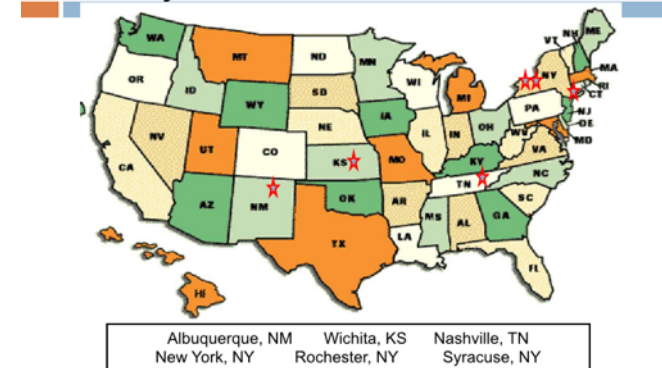 WA
MT
ND
MN
VT
NH
ME
OR
ID
SD
WI
NY
MA
RI
CT
WY
MI
PA
NJ
DE
MD
NV
NE
IA
IL
IN
OH
WV
VA
UT
CO
KS
MO
KY
NC
CA
AZ
NM
OK
AR
TN
SC
MS
AL
GA
TX
LA
FL
HI
Albuquerque, NM Wichita, KS Nashville, TN
New York, NY Rochester, NY Syracuse, NY